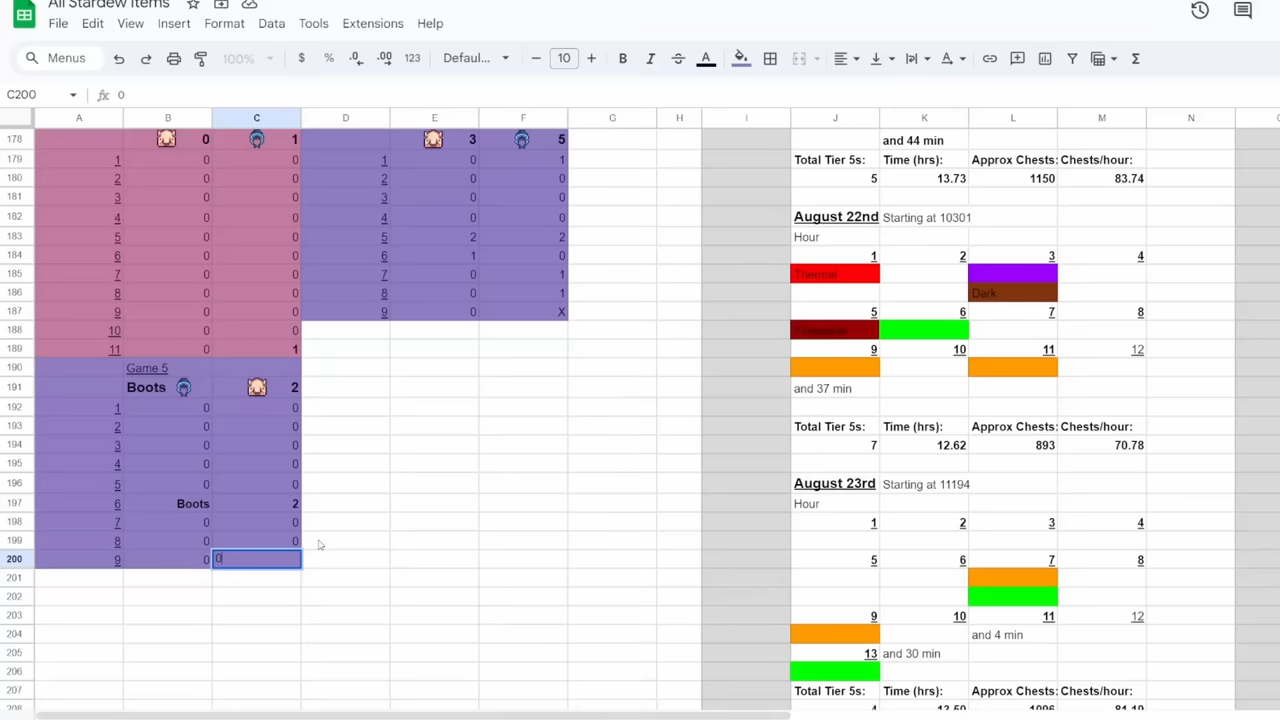 All Stardew Items
File Edit View Insert Format Data Tools Extensions Help
Menus 100% $ % .0 .00 123 Defaul... 10 B I A Σ
C200 fx 0
A B C D E F G H I J K L M N
178 0 1 3 5 and 44 min
179 1 0 0 1 0 1 Total Tier 5s: Time (hrs): Approx Chests: Chests/hour:
180 2 0 0 2 0 0 5 13.73 1150 83.74
181 3 0 0 3 0 0
182 4 0 0 4 0 0 August 22nd Starting at 10301
183 5 0 0 5 2 2 Hour
184 6 0 0 6 1 0 1 2 3 4
185 7 0 0 7 0 1 Thermal
186 8 0 0 8 0 1 Dark
187 9 0 0 9 0 X 5 6 7 8
188 10 0 0
189 11 0 1 9 10 11 12
190 Game 5
191 Boots 2 and 37 min
192 1 0 0
193 2 0 0 Total Tier 5s: Time (hrs): Approx Chests: Chests/hour:
194 3 0 0 7 12.62 893 70.78
195 4 0 0
196 5 0 0 August 23rd Starting at 11194
197 6 Boots 2 Hour
198 7 0 0 1 2 3 4
199 8 0 0
200 9 0 0 5 6 7 8
201
202
203 9 10 11 12
204 and 4 min
205 13 and 30 min
206
207 Total Tier 5s: Time (hrs): Approx Chests: Chests/hour:
208 4 13.50 1096 81.19